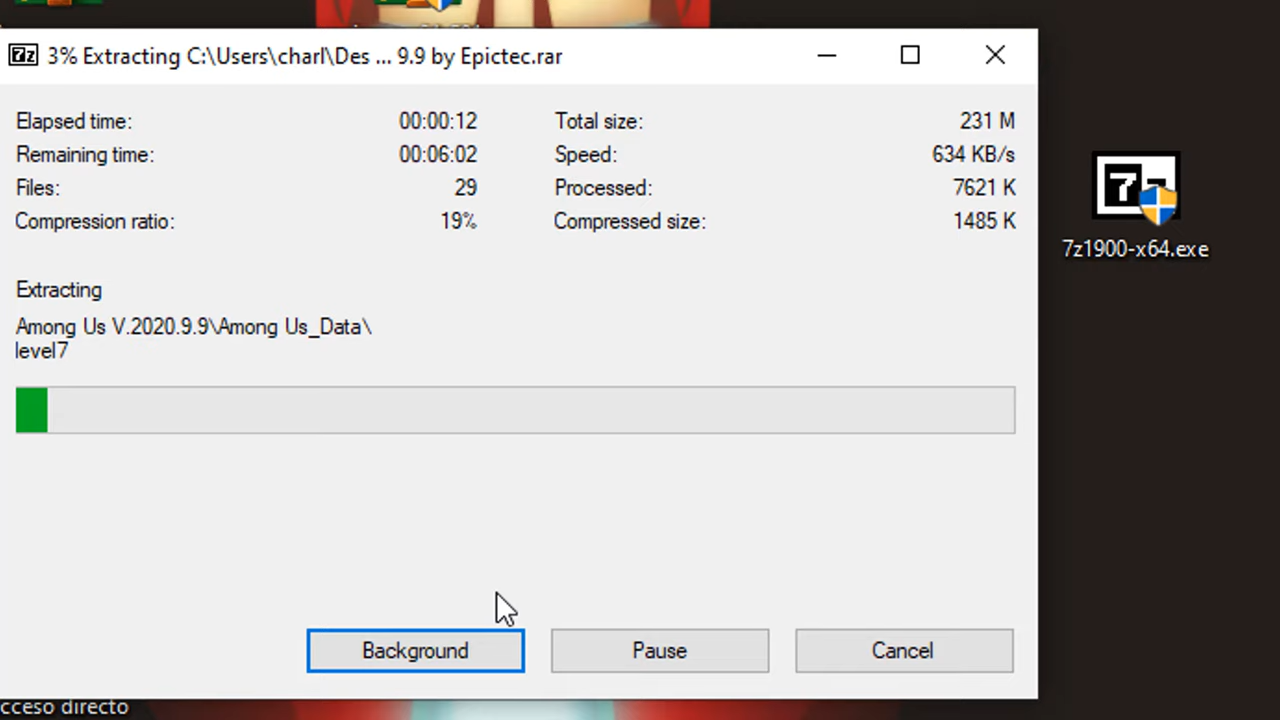 3% Extracting C:\Users\charl\Des ... 9.9 by Epictec.rar
Elapsed time: 00:00:12 Total size: 231 M
Remaining time: 00:06:02 Speed: 634 KB/s
Files: 29 Processed: 7621 K
Compression ratio: 19% Compressed size: 1485 K
7z1900-x64.exe
Extracting
Among Us V.2020.9.9\Among Us_Data\
level7
Background Pause Cancel
cceso directo